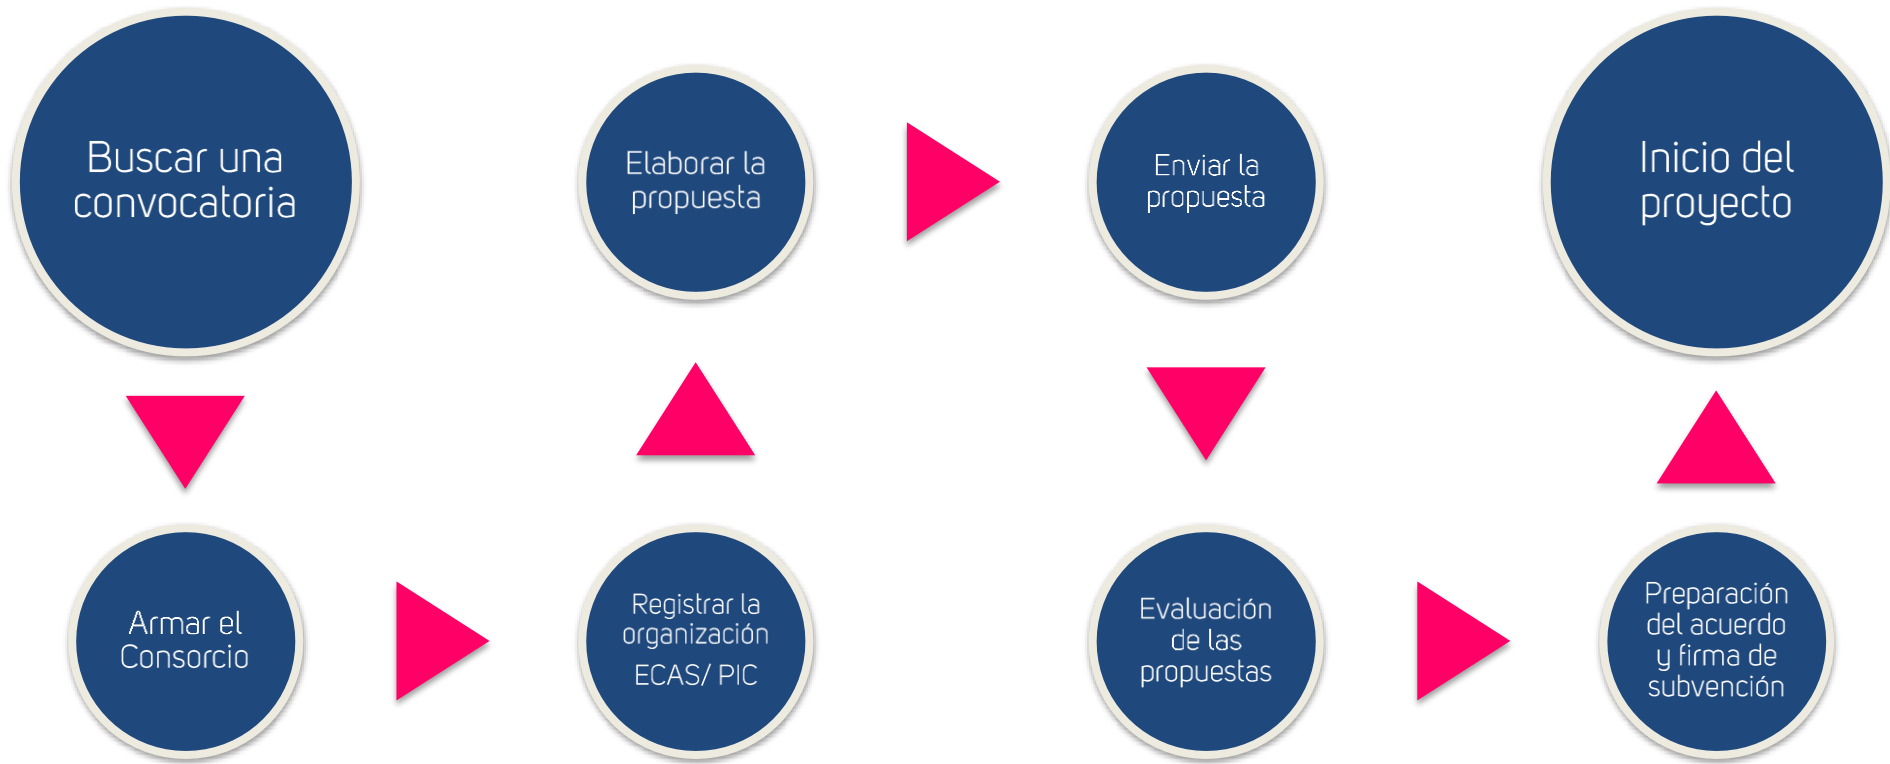 Buscar una
convocatoria
Armar el
Consorcio
Registrar la
organización
ECAS/ PIC
Elaborar la
propuesta
Enviar la
propuesta
Evaluación
de las
propuestas
Preparación
del acuerdo
y firma de
subvención
Inicio del
proyecto